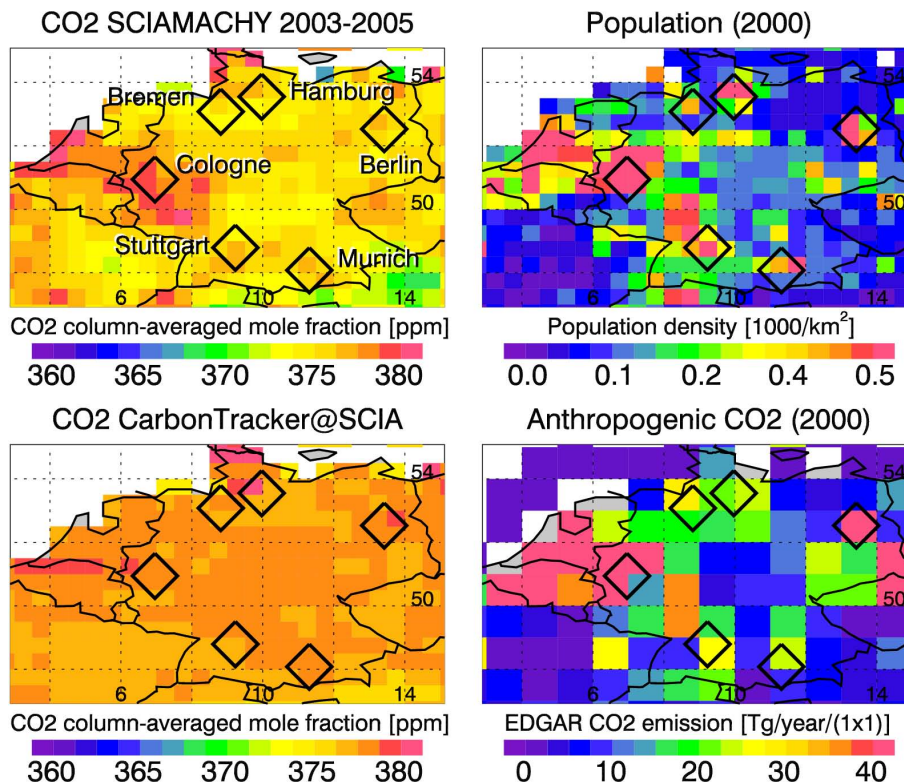 CO2 SCIAMACHY 2003-2005
Bremen
Hamburg
54
Cologne
Berlin
50
Stuttgart
Munich
6
10
14
CO2 column-averaged mole fraction [ppm]
360 365 370 375 380
Population (2000)
54
50
6
10
14
Population density [1000/km²]
0.0 0.1 0.2 0.4 0.5
CO2 CarbonTracker@SCIA
54
50
6
10
14
CO2 column-averaged mole fraction [ppm]
360 365 370 375 380
Anthropogenic CO2 (2000)
54
50
6
10
14
EDGAR CO2 emission [Tg/year/(1x1)]
0 10 20 30 40